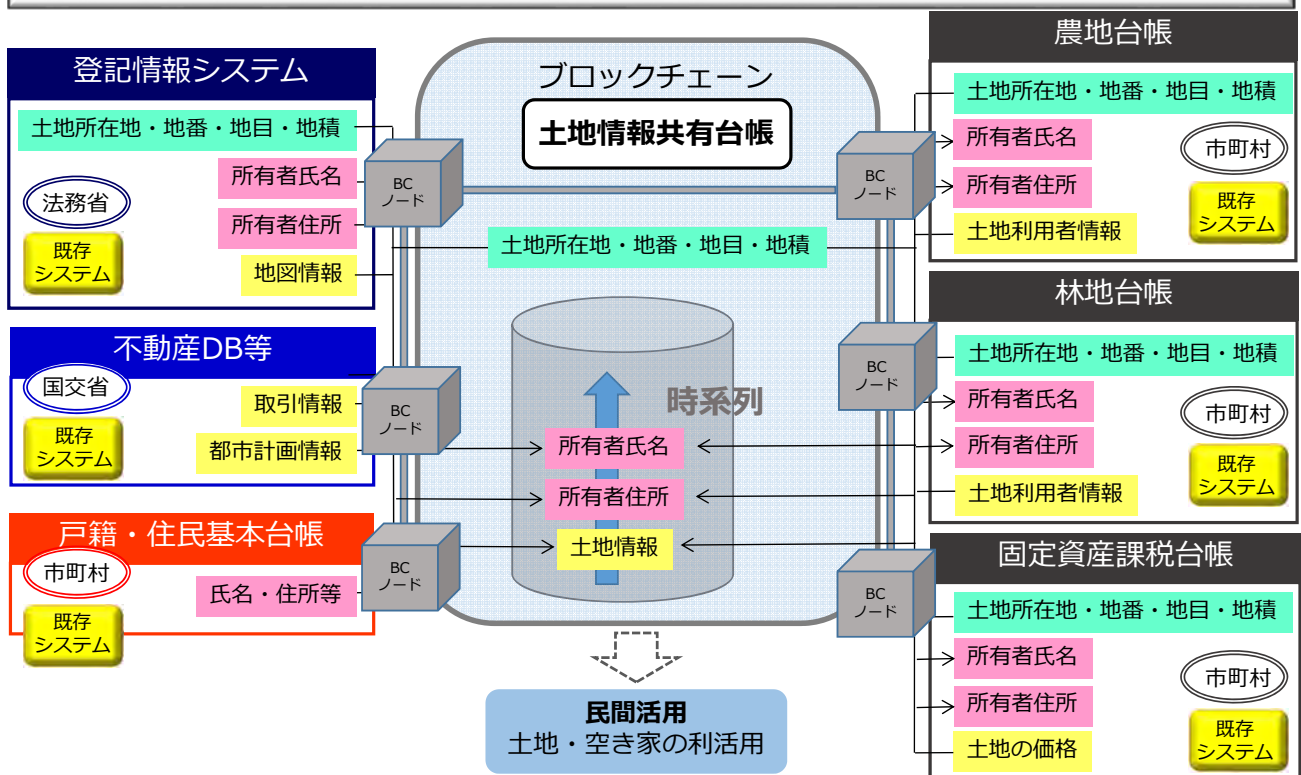 登記情報システム
土地所在地・地番・地目・地積
所有者氏名
所有者住所
地図情報
法務省
既存
システム
BC
ノード
不動産DB等
国交省
取引情報
都市計画情報
既存
システム
BC
ノード
戸籍・住民基本台帳
市町村
氏名・住所等
既存
システム
BC
ノード
ブロックチェーン
土地情報共有台帳
土地所在地・地番・地目・地積
時系列
所有者氏名
所有者住所
土地情報
民間活用
土地・空き家の利活用
農地台帳
土地所在地・地番・地目・地積
所有者氏名
所有者住所
土地利用者情報
市町村
既存
システム
BC
ノード
林地台帳
土地所在地・地番・地目・地積
所有者氏名
所有者住所
土地利用者情報
市町村
既存
システム
BC
ノード
固定資産課税台帳
土地所在地・地番・地目・地積
所有者氏名
所有者住所
土地の価格
市町村
既存
システム
BC
ノード